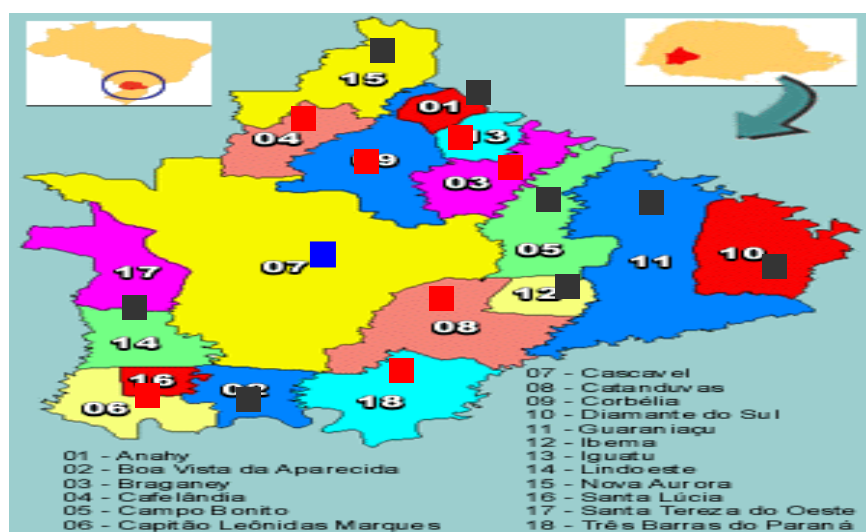 15
01
04
13
09
03
05
17
07
11
10
12
14
08
16
02
06
18
01 - Anahy
02 - Boa Vista da Aparecida
03 - Braganey
04 - Cafelândia
05 - Campo Bonito
06 - Capitão Leônidas Marques
07 - Cascavel
08 - Catanduvas
09 - Corbélia
10 - Diamante do Sul
11 - Guaraniaçu
12 - Ibema
13 - Iguatu
14 - Lindoeste
15 - Nova Aurora
16 - Santa Lúcia
17 - Santa Tereza do Oeste
18 - Três Barras do Paraná